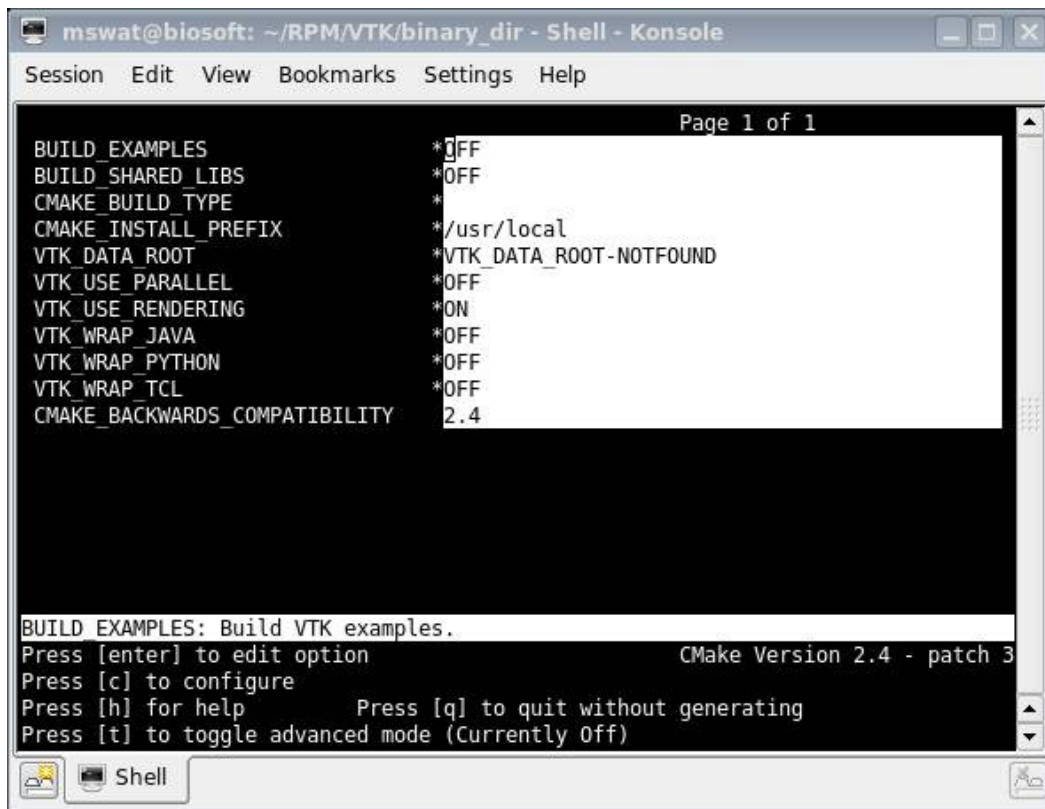 mswat@biosoft: ~/RPM/VTK/binary_dir - Shell - Konsole
Session Edit View Bookmarks Settings Help
Page 1 of 1
BUILD_EXAMPLES *OFF
BUILD_SHARED_LIBS *OFF
CMAKE_BUILD_TYPE *
CMAKE_INSTALL_PREFIX */usr/local
VTK_DATA_ROOT *VTK_DATA_ROOT-NOTFOUND
VTK_USE_PARALLEL *OFF
VTK_USE_RENDERING *ON
VTK_WRAP_JAVA *OFF
VTK_WRAP_PYTHON *OFF
VTK_WRAP_TCL *OFF
CMAKE_BACKWARDS_COMPATIBILITY 2.4
BUILD_EXAMPLES: Build VTK examples.
Press [enter] to edit option CMake Version 2.4 - patch 3
Press [c] to configure
Press [h] for help Press [q] to quit without generating
Press [t] to toggle advanced mode (Currently Off)
Shell